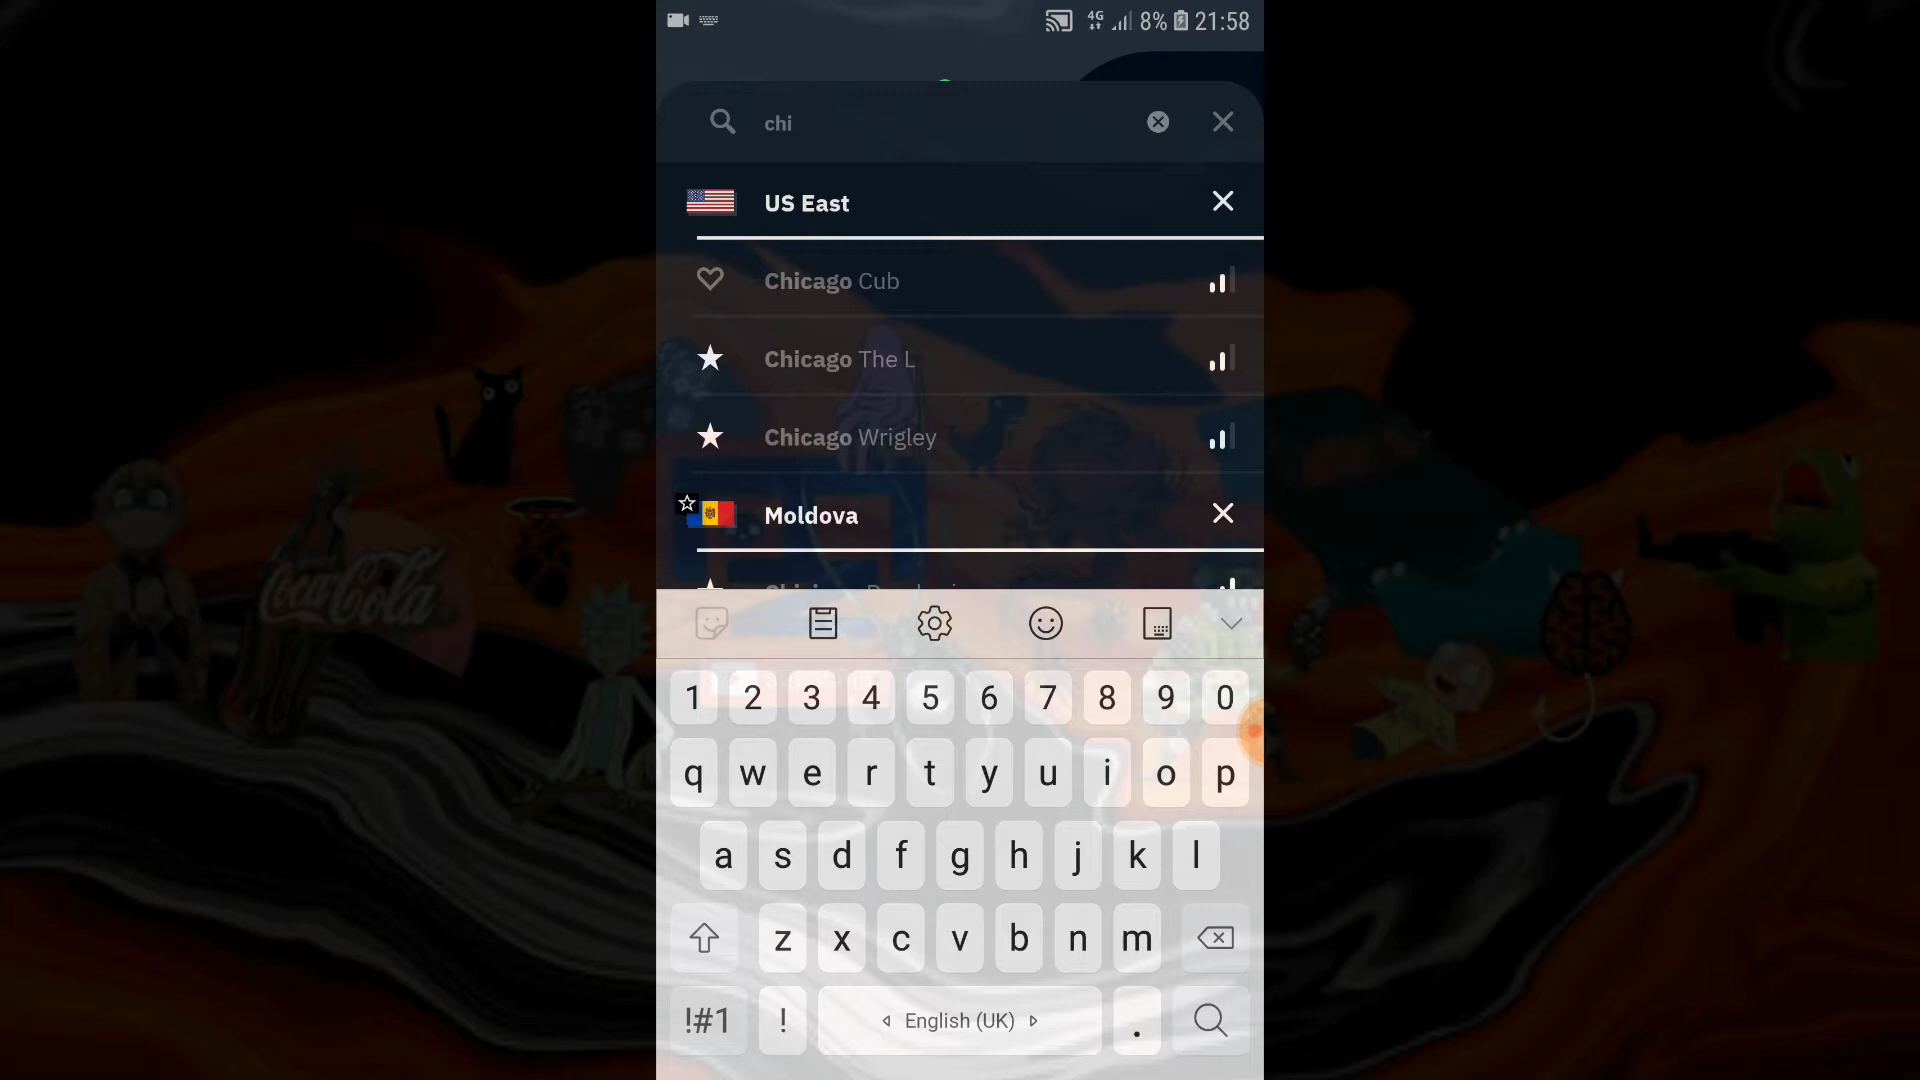 4G 8% 21:58
chi
US East
Chicago Cub
Chicago The L
Chicago Wrigley
Moldova
Coca-Cola
1 2 3 4 5 6 7 8 9 0
q w e r t y u i o p
a s d f g h j k l
z x c v b n m
!#1 ! English (UK) .